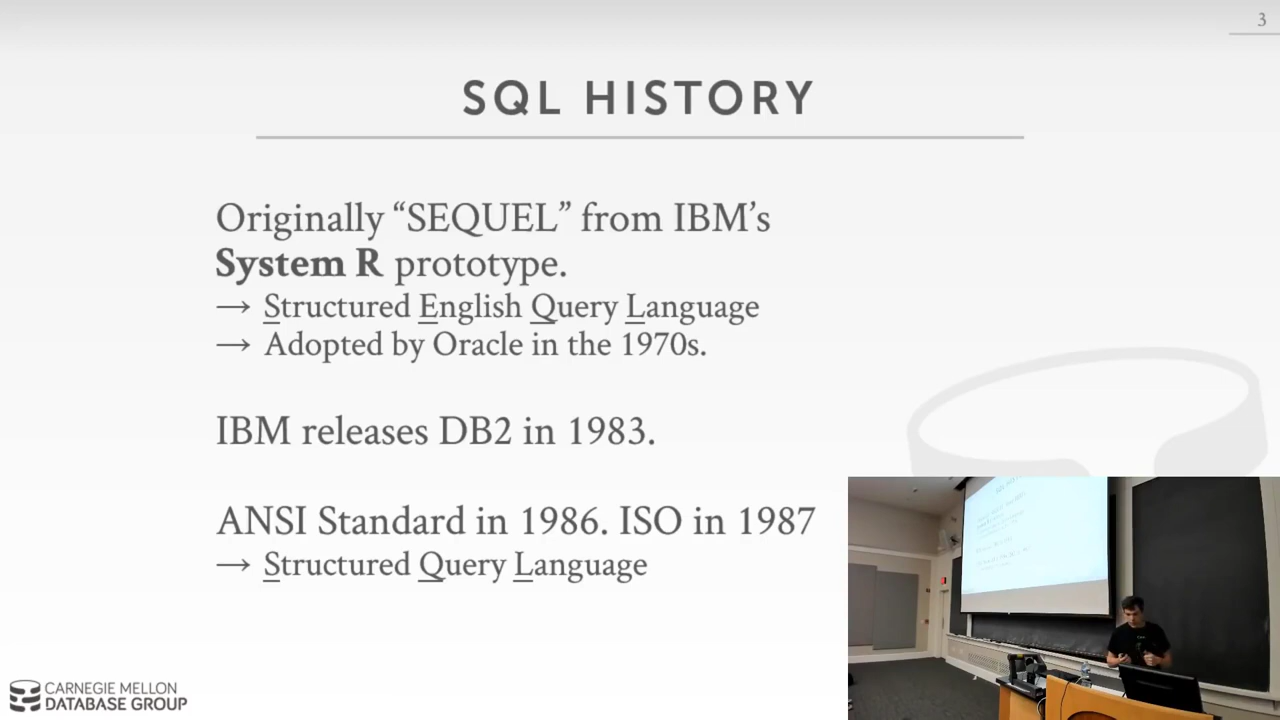 3
SQL HISTORY
Originally “SEQUEL” from IBM’s
System R prototype.
→ Structured English Query Language
→ Adopted by Oracle in the 1970s.
IBM releases DB2 in 1983.
ANSI Standard in 1986. ISO in 1987
→ Structured Query Language
CARNEGIE MELLON
DATABASE GROUP